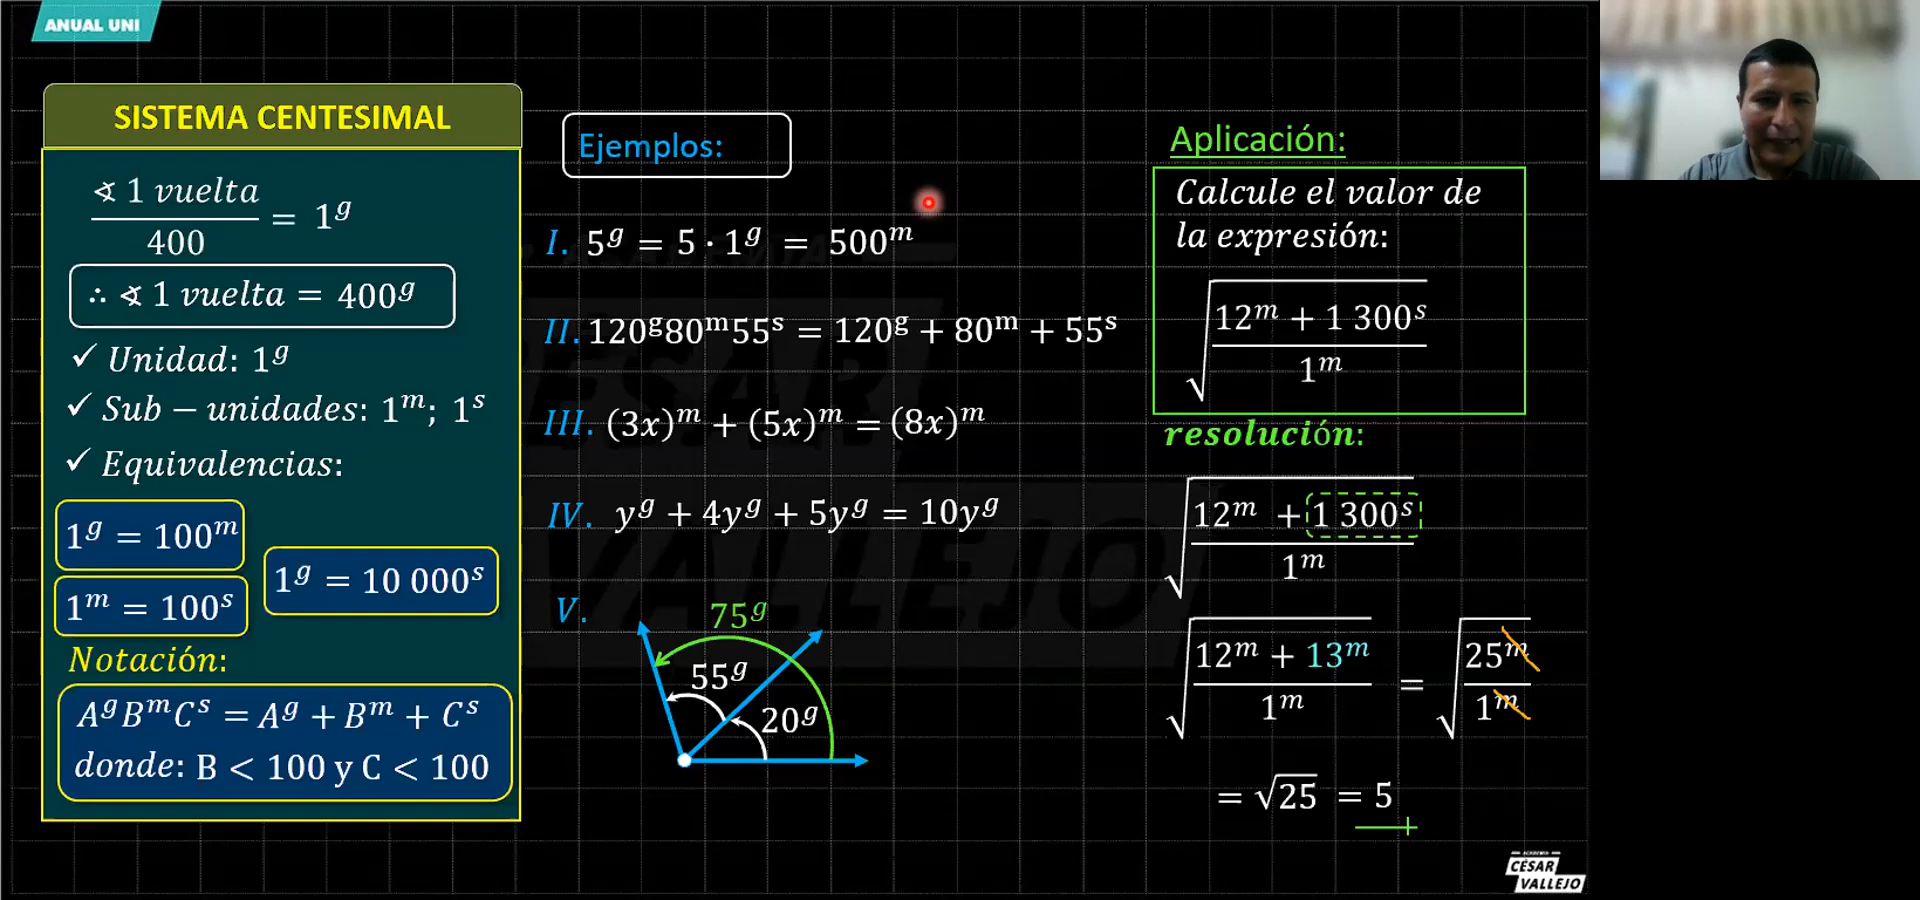 ANUAL UNI
SISTEMA CENTESIMAL
∢ 1 vuelta / 400 = 1^g
∴ ∢ 1 vuelta = 400^g
✓ Unidad: 1^g
✓ Sub − unidades: 1^m; 1^s
✓ Equivalencias:
1^g = 100^m
1^m = 100^s
1^g = 10 000^s
Notación:
A^g B^m C^s = A^g + B^m + C^s
donde: B < 100 y C < 100
Ejemplos:
I. 5^g = 5 · 1^g = 500^m
II. 120^g80^m55^s = 120^g + 80^m + 55^s
III. (3x)^m + (5x)^m = (8x)^m
IV. y^g + 4y^g + 5y^g = 10y^g
V.
75^g
55^g
20^g
Aplicación:
Calcule el valor de
la expresión:
√((12^m + 1 300^s) / 1^m)
resolución:
√((12^m + 1 300^s) / 1^m)
√((12^m + 13^m) / 1^m) = √(25^m / 1^m)
= √25 = 5
ACADEMIA
CÉSAR
VALLEJO
CÉSAR
VALLEJO